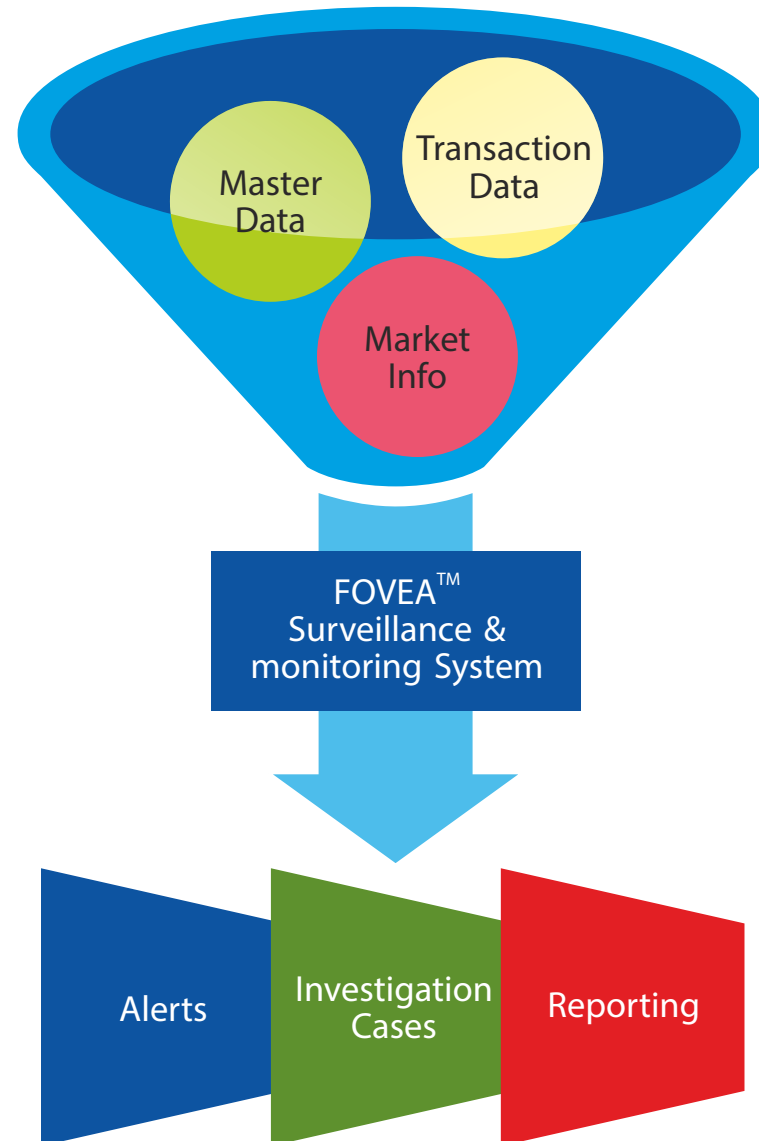 Transaction
Data
Master
Data
Market
Info
FOVEA™
Surveillance &
monitoring System
Alerts
Investigation
Cases
Reporting